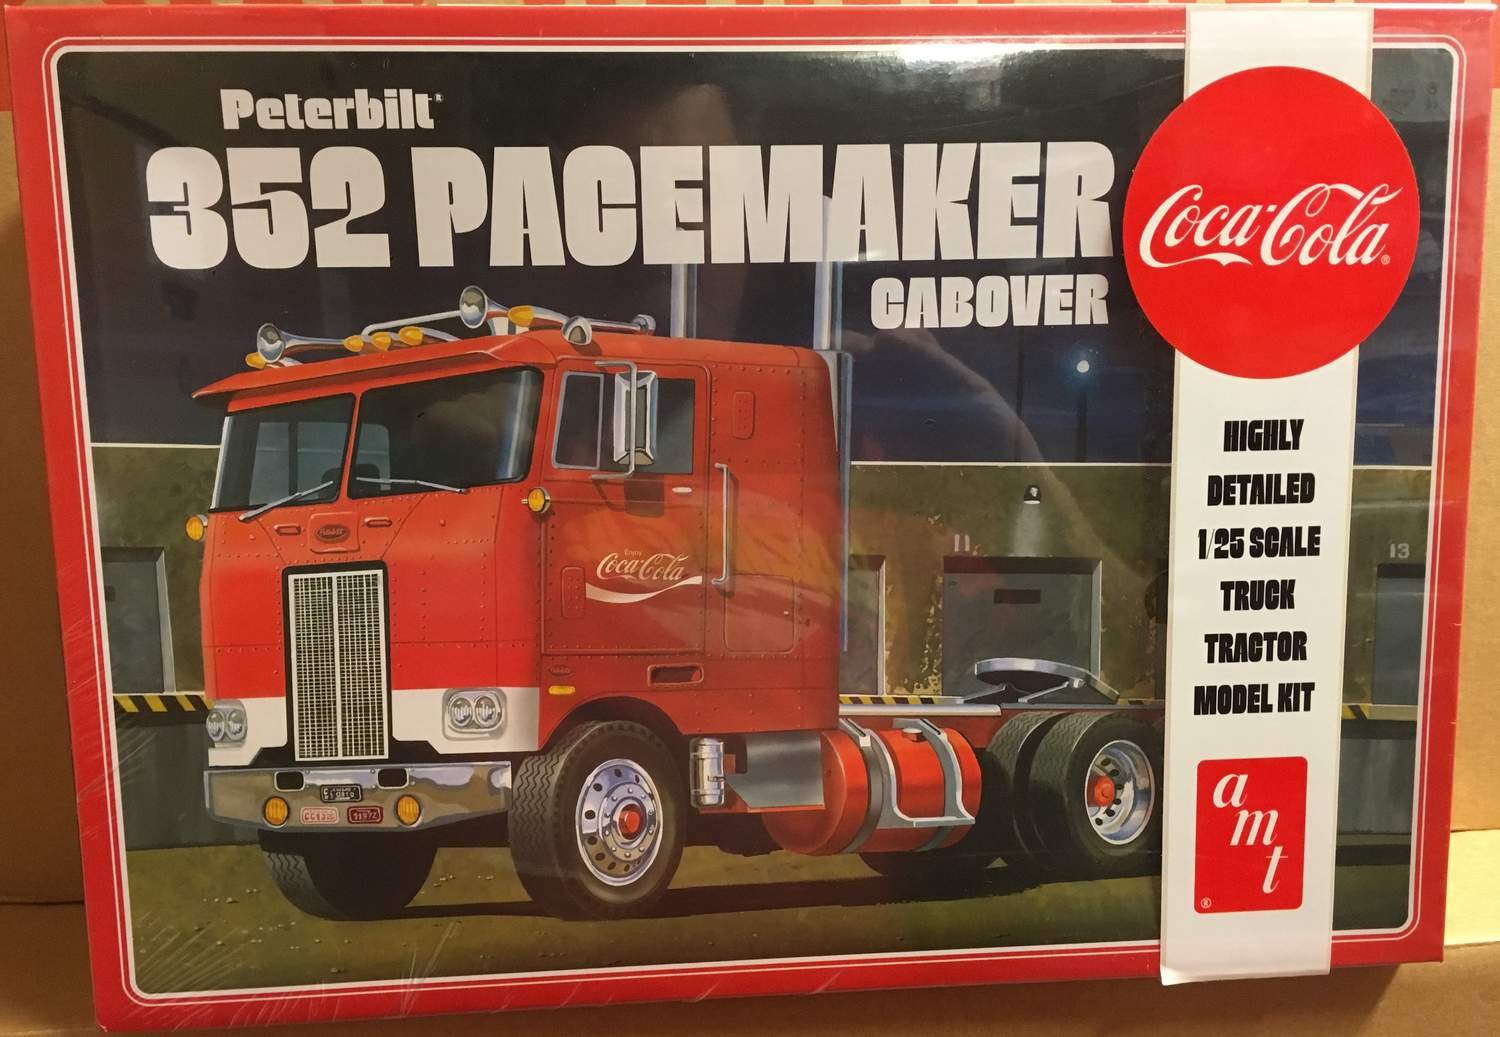 Peterbilt®
352 PACEMAKER
CABOVER
Coca-Cola®
HIGHLY
DETAILED
1/25 SCALE
TRUCK
TRACTOR
MODEL KIT
amt®
Enjoy
Coca-Cola
11
13